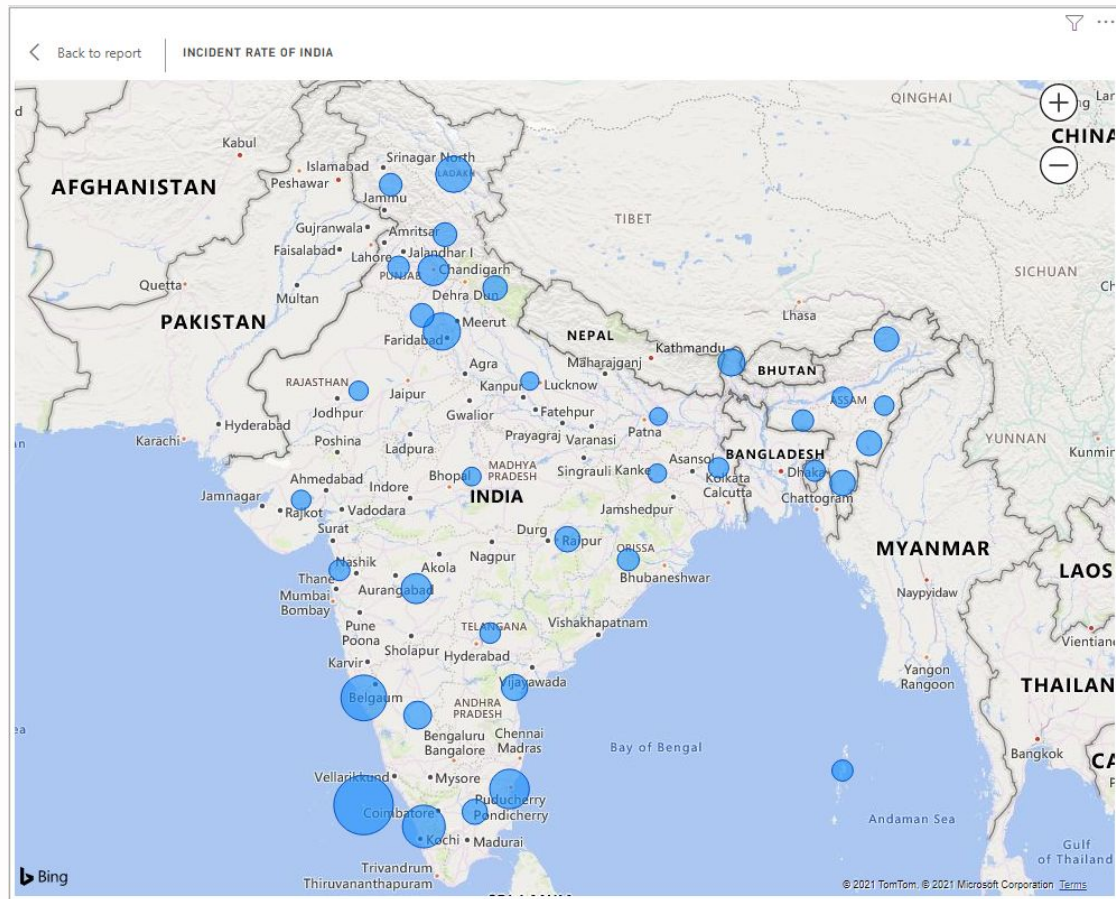 Back to report
INCIDENT RATE OF INDIA
QINGHAI
CHINA
Kabul
Islamabad
Srinagar North
LADAKH
Peshawar
AFGHANISTAN
Jammu
TIBET
Gujranwala
Amritsar
Faisalabad
Lahore
Jalandhar I
Chandigarh
PUNJAB
SICHUAN
Quetta
Multan
Dehra Dun
Lhasa
PAKISTAN
Meerut
NEPAL
Faridabad
Kathmandu
Maharajganj
BHUTAN
Agra
RAJASTHAN
Jaipur
Kanpur
Lucknow
ASSAM
Jodhpur
Gwalior
Fatehpur
Hyderabad
Patna
Karachi
Poshina
Ladpura
Prayagraj
Varanasi
YUNNAN
BANGLADESH
Asansol
Kunmin
MADHYA
PRADESH
Singrauli
Kanke
Dhaka
Ahmedabad
Bhopal
Kolkata
Calcutta
Jamnagar
Indore
INDIA
Chattogram
Rajkot
Vadodara
Jamshedpur
Surat
Durg
Raipur
Nagpur
ORISSA
MYANMAR
Nashik
Akola
Thane
Aurangabad
Bhubaneshwar
LAOS
Mumbai
Bombay
Naypyidaw
Pune
Poona
TELANGANA
Vishakhapatnam
Vientian
Sholapur
Hyderabad
Karvir
Yangon
Rangoon
Vijayawada
THAILAN
Belgaum
ANDHRA
PRADESH
Bengaluru
Bangalore
Chennai
Madras
Bay of Bengal
Bangkok
Vellarikkund
Mysore
Puducherry
Pondicherry
Coimbatore
Andaman Sea
Kochi
Madurai
Gulf
of Thailand
Trivandrum
Thiruvananthapuram
Bing
© 2021 TomTom, © 2021 Microsoft Corporation Terms